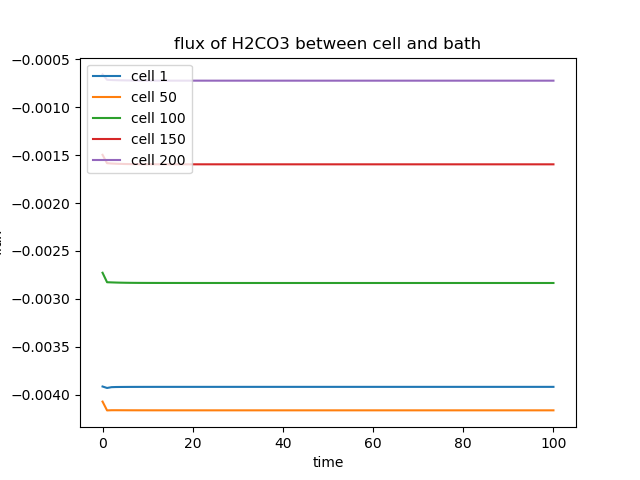 flux of H2CO3 between cell and bath
−0.0005
−0.0010
−0.0015
−0.0020
−0.0025
−0.0030
−0.0035
−0.0040
cell 1
cell 50
cell 100
cell 150
cell 200
0
20
40
60
80
100
time